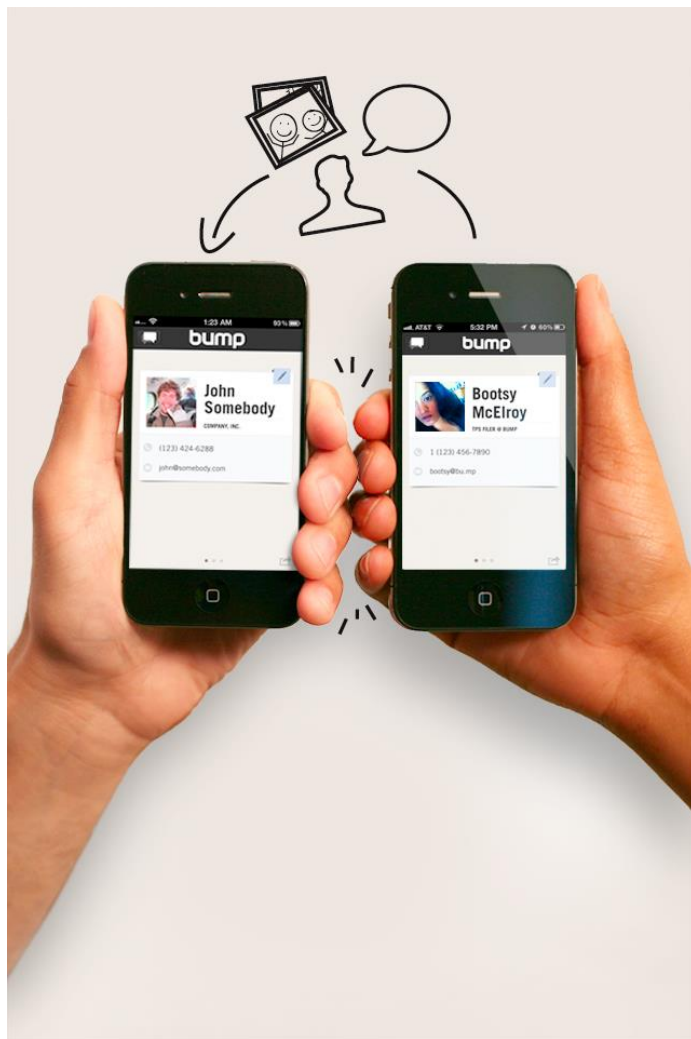 1:23 AM 93%
bump
John
Somebody
COMPANY, INC.
(123) 424-6288
john@somebody.com
AT&T 5:32 PM 60%
bump
Bootsy
McElroy
TPS FILER @ BUMP
1 (123) 456-7890
bootsy@bu.mp